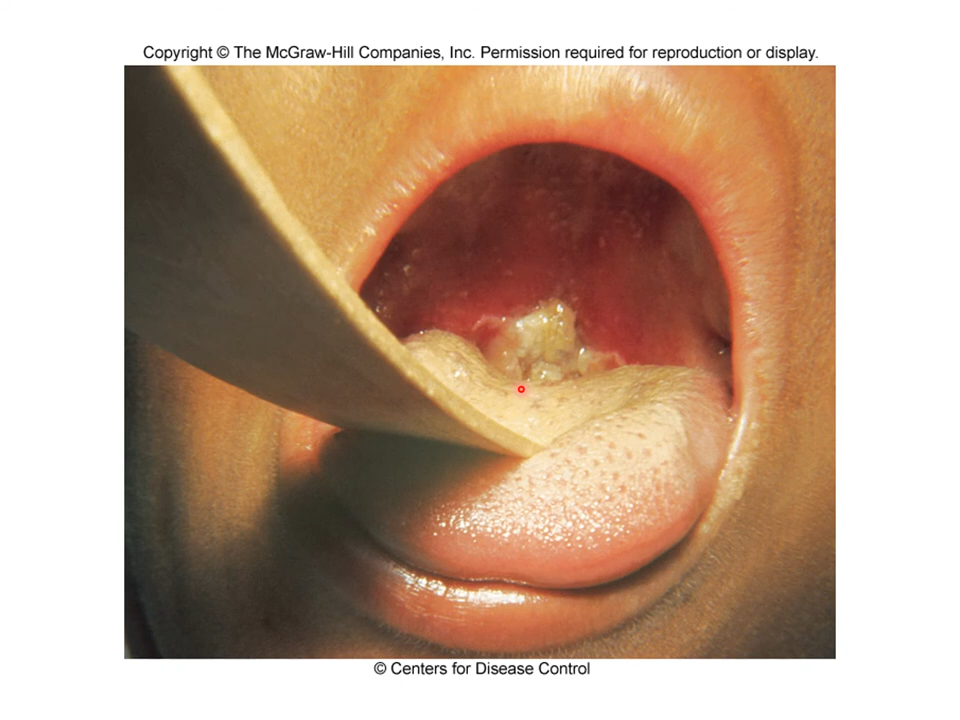 Copyright © The McGraw-Hill Companies, Inc. Permission required for reproduction or display.
© Centers for Disease Control